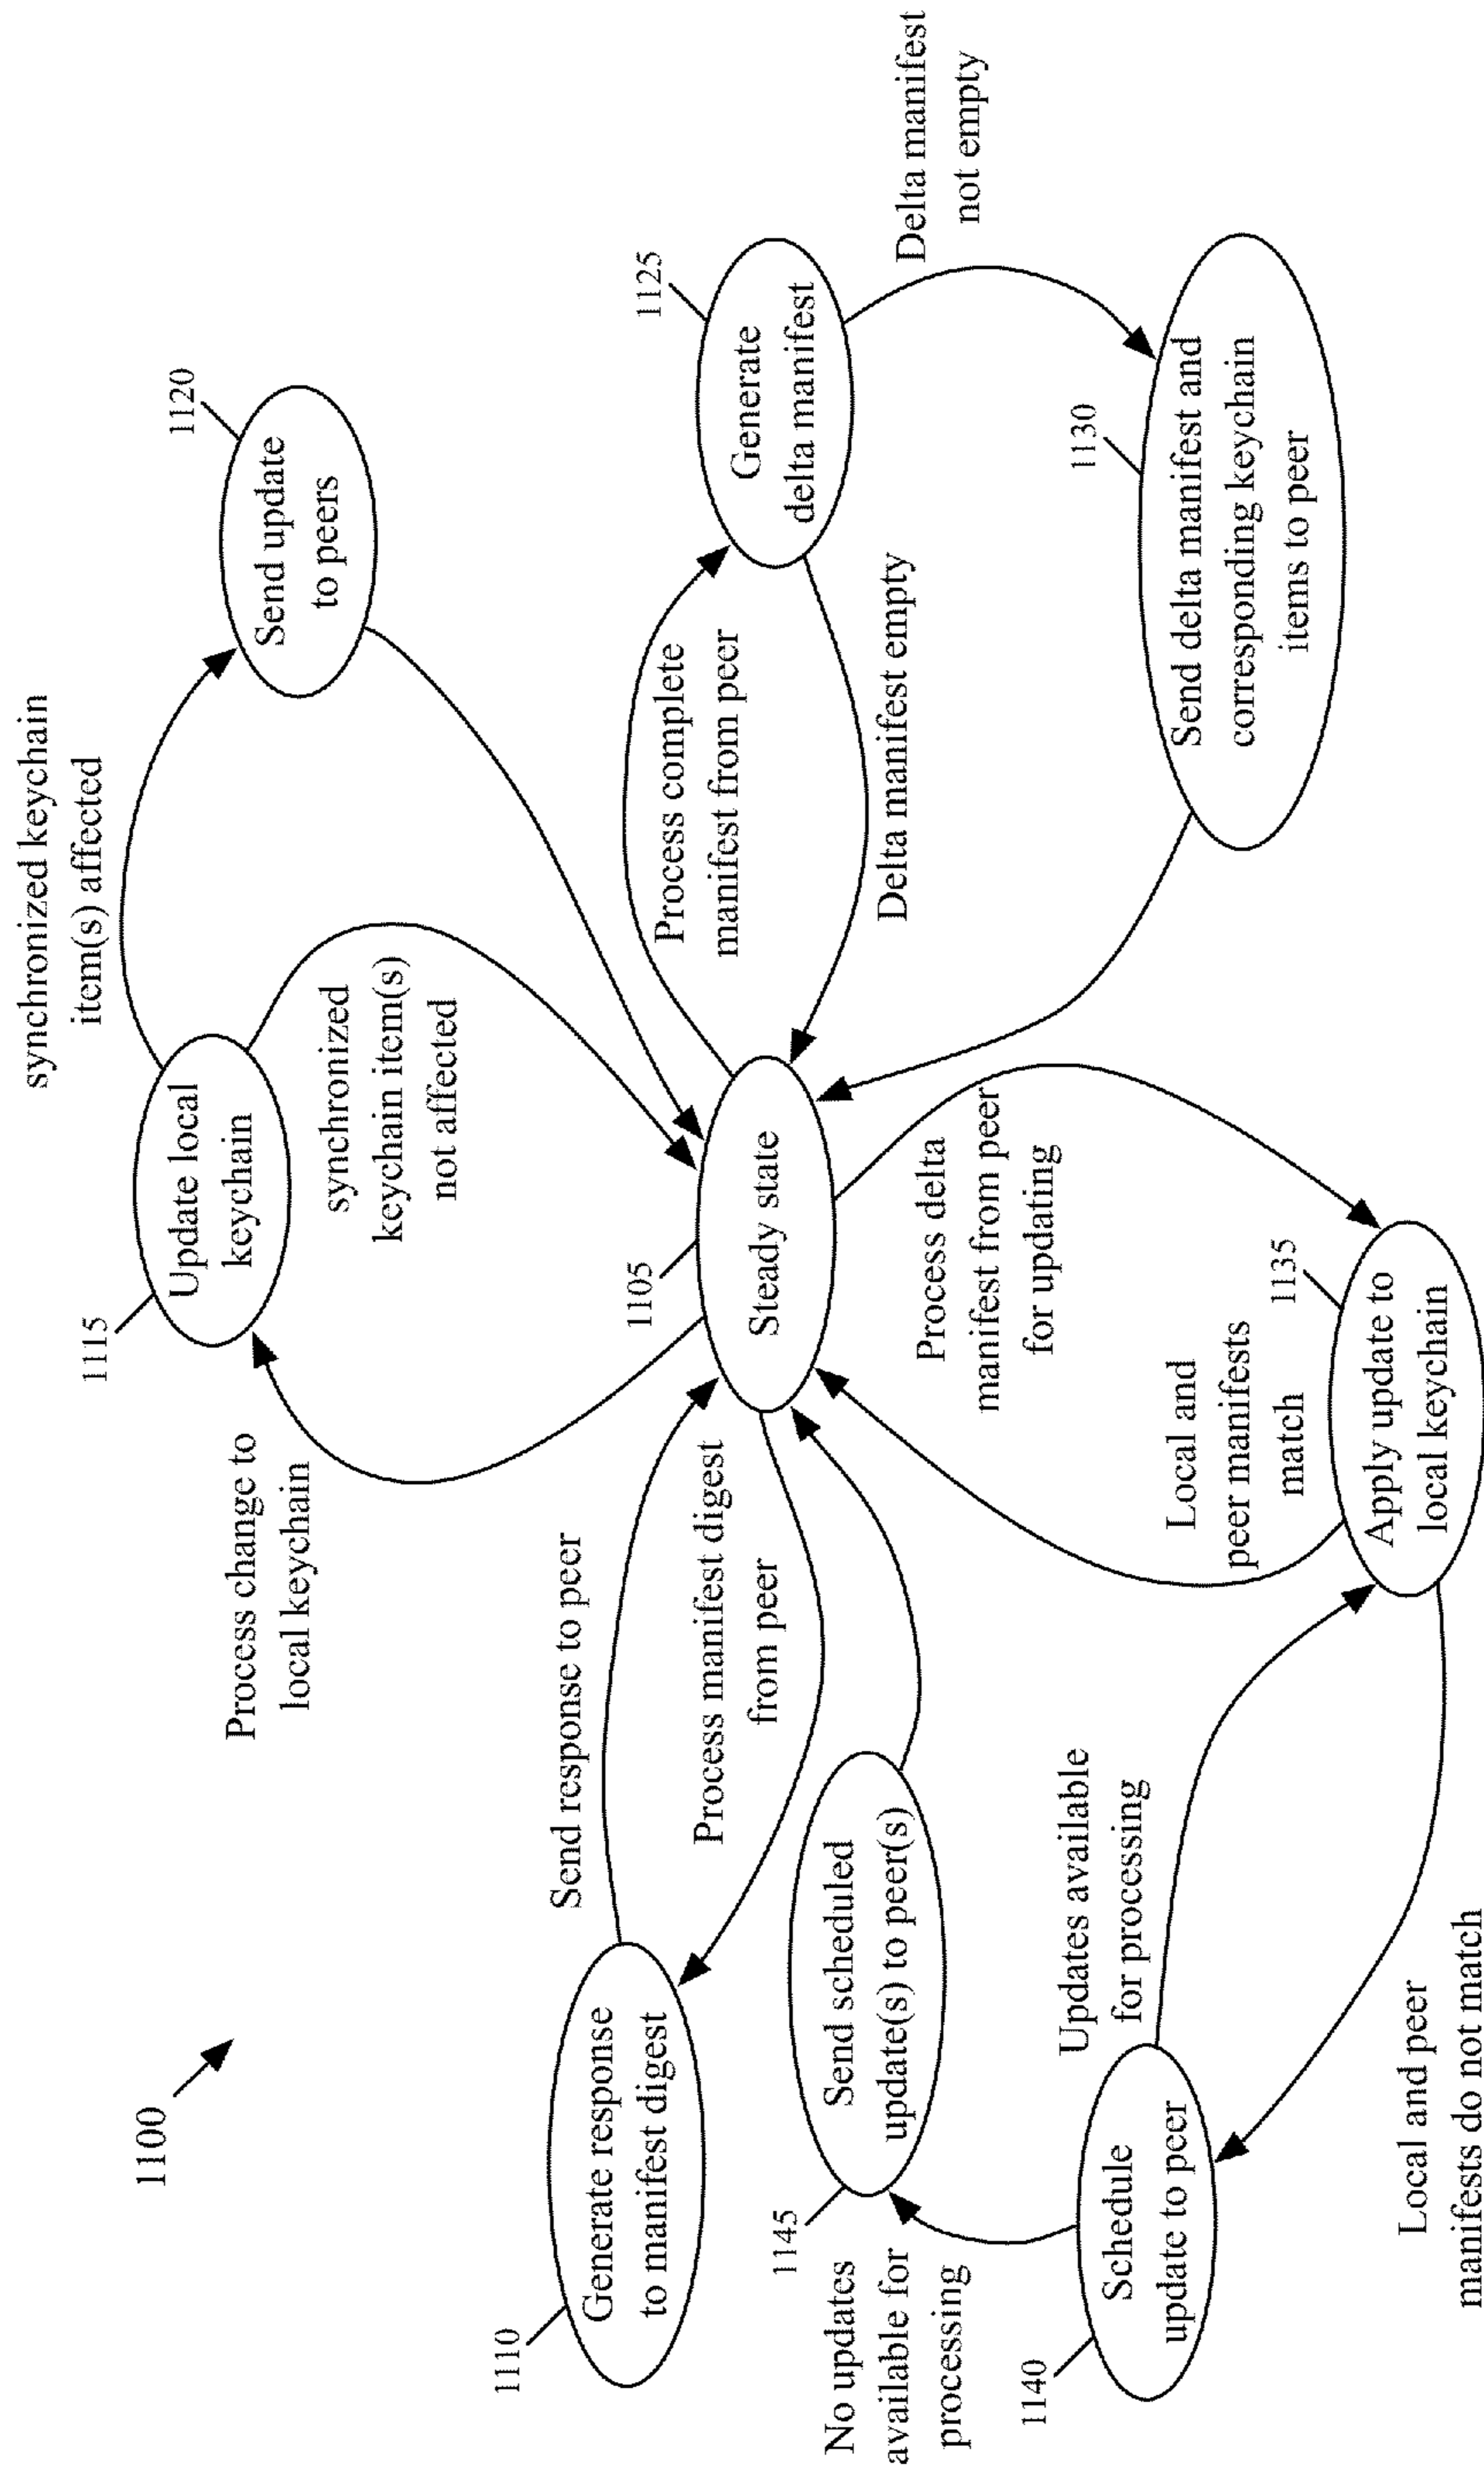 1100
synchronized keychain
item(s) affected
1115
Update local
keychain
1120
Send update
to peers
Process change to
local keychain
synchronized
keychain item(s)
not affected
1110
Generate response
to manifest digest
Send response to peer
Process manifest digest
from peer
1105
Steady state
Process complete
manifest from peer
1125
Generate
delta manifest
Delta manifest empty
Delta manifest
not empty
1145
Send scheduled
update(s) to peer(s)
No updates
available for
processing
1140
Schedule
update to peer
Updates available
for processing
Process delta
manifest from peer
for updating
Local and
peer manifests
match
1135
Apply update to
local keychain
1130
Send delta manifest and
corresponding keychain
items to peer
Local and peer
manifests do not match